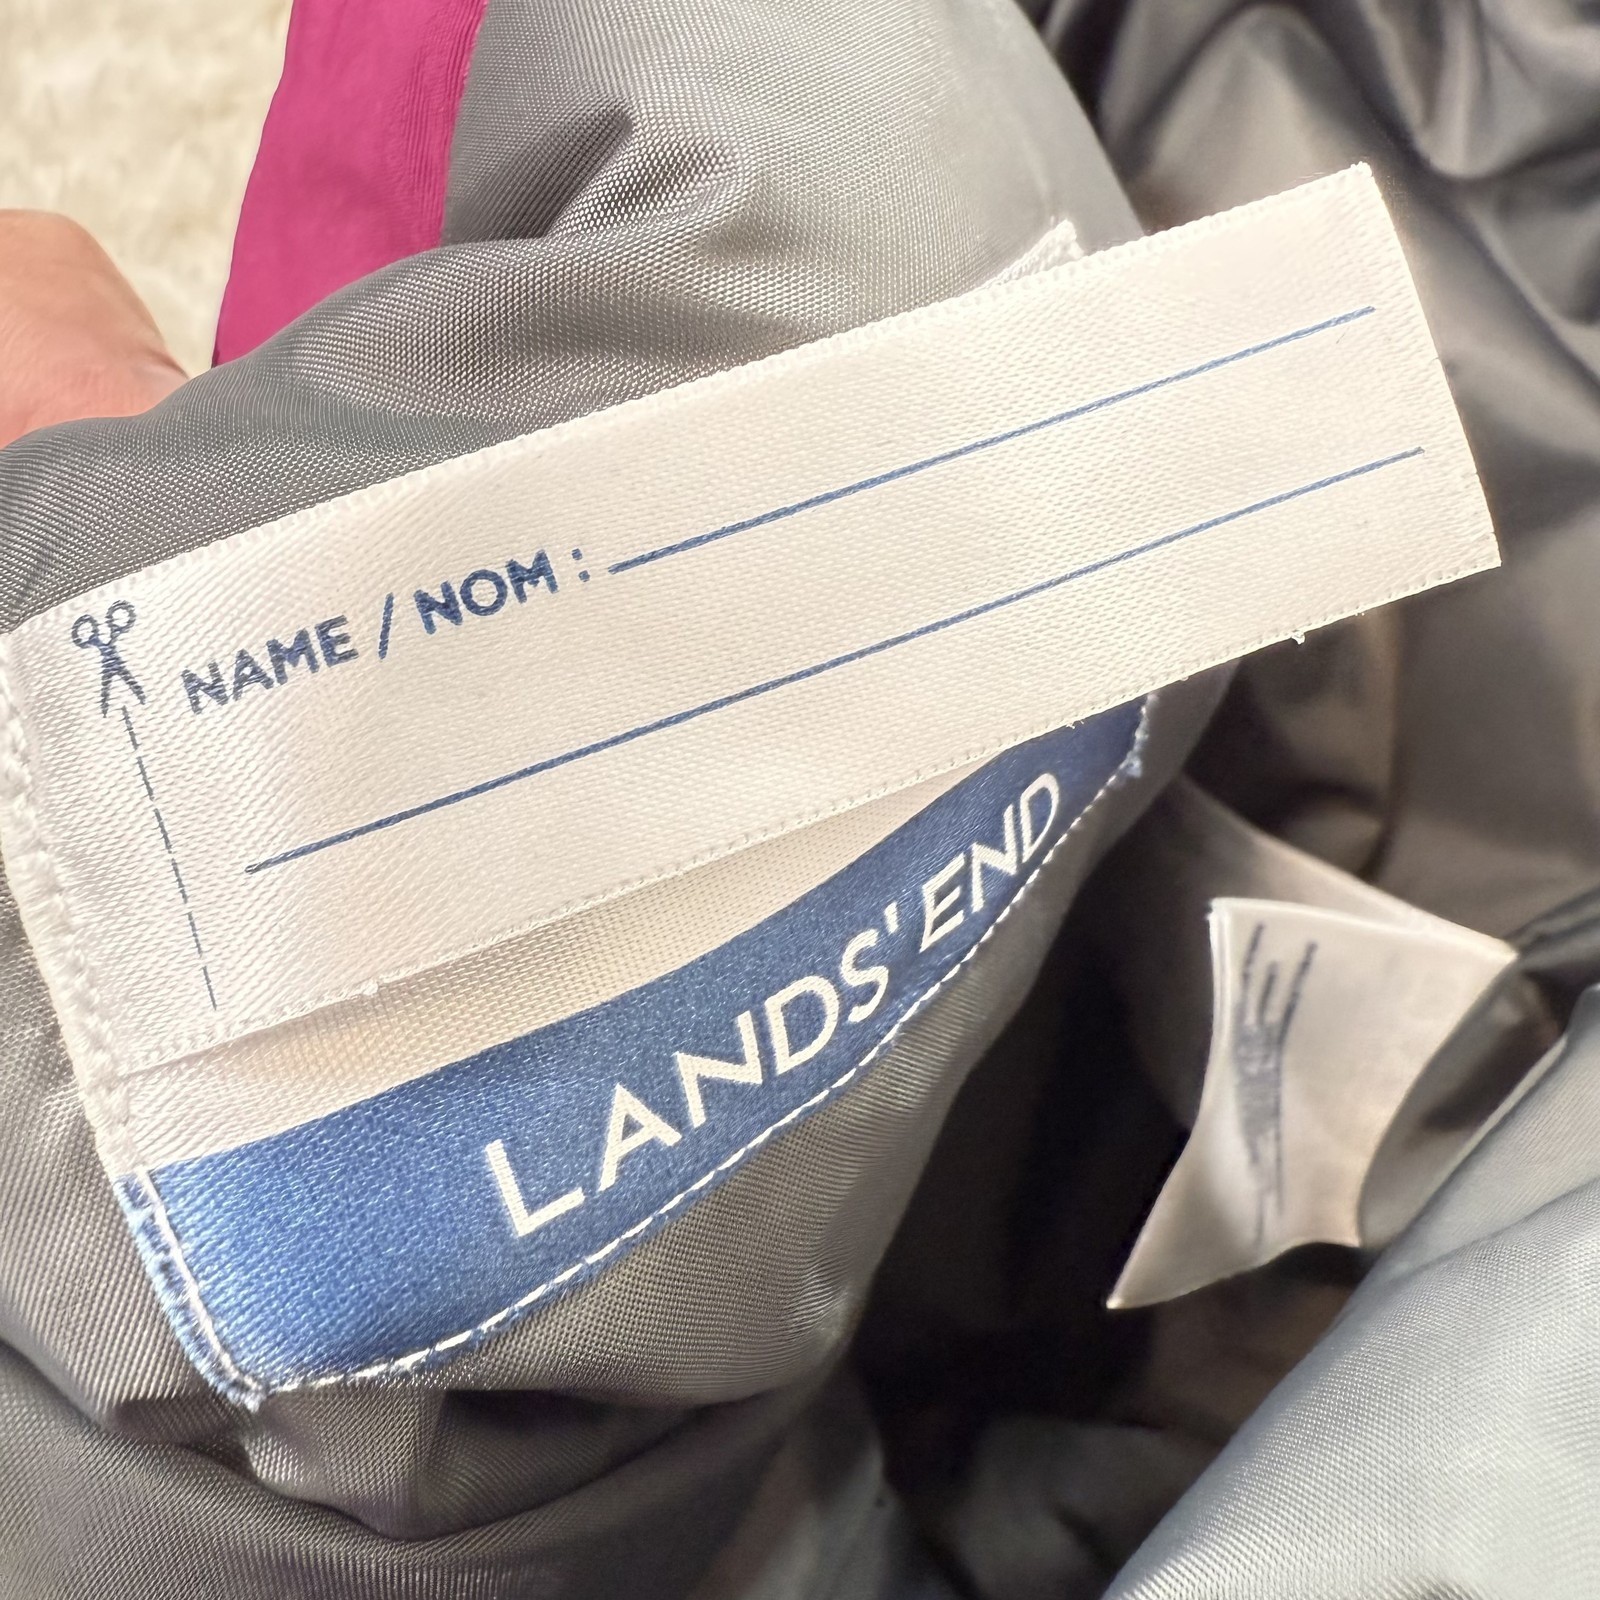 NAME / NOM :
LANDS' END